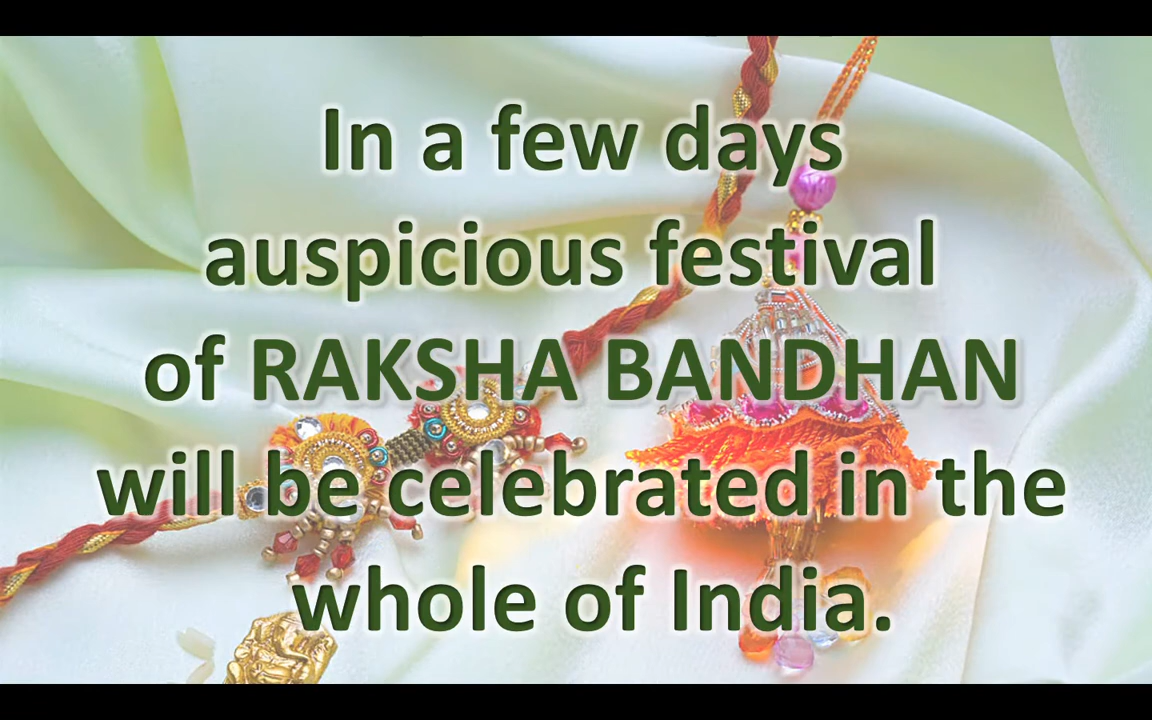 In a few days
auspicious festival
of RAKSHA BANDHAN
will be celebrated in the
whole of India.